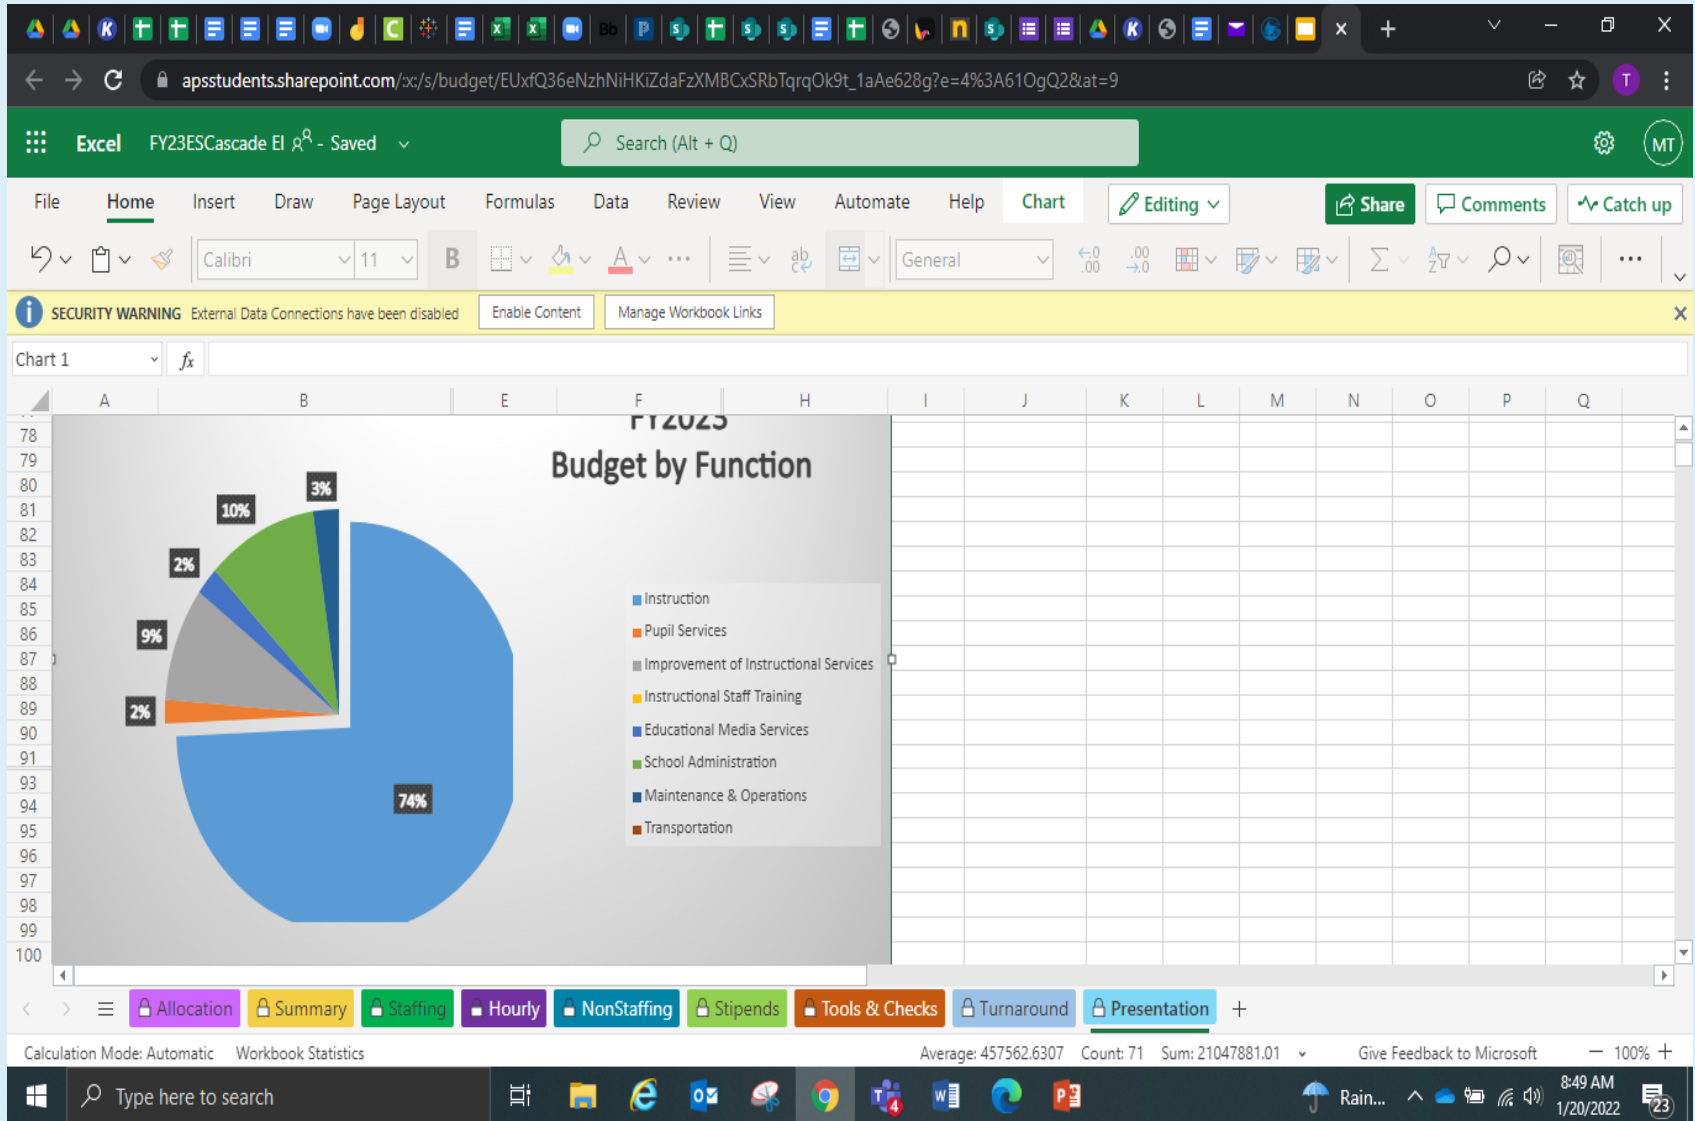 apsstudents.sharepoint.com/:x:/s/budget/EUxfQ36eNzhNiHKiZdaFzXMBCxSRbTqrqOk9t_1aAe628g?e=4%3A61OgQ2&at=9
T
Excel FY23ESCascade El - Saved
Search (Alt + Q)
MT
File Home Insert Draw Page Layout Formulas Data Review View Automate Help Chart Editing Share Comments Catch up
Calibri 11 B A ab General .00 .00 ...
SECURITY WARNING External Data Connections have been disabled Enable Content Manage Workbook Links
Chart 1 fx
A B E F H I J K L M N O P Q
FY2023
Budget by Function
78
79
80
81
82
83
84
85
86
87
88
89
90
91
93
94
95
96
97
98
99
100
3%
10%
2%
9%
2%
74%
Instruction
Pupil Services
Improvement of Instructional Services
Instructional Staff Training
Educational Media Services
School Administration
Maintenance & Operations
Transportation
Allocation Summary Staffing Hourly NonStaffing Stipends Tools & Checks Turnaround Presentation
Calculation Mode: Automatic Workbook Statistics Average: 457562.6307 Count: 71 Sum: 21047881.01 Give Feedback to Microsoft 100%
Type here to search
4
Rain...
8:49 AM
1/20/2022
23